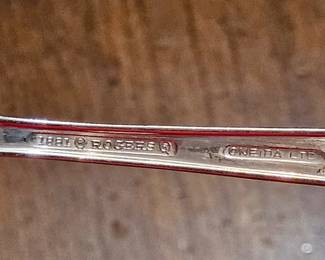 1881 ® ROGERS ® ONEIDA LTD